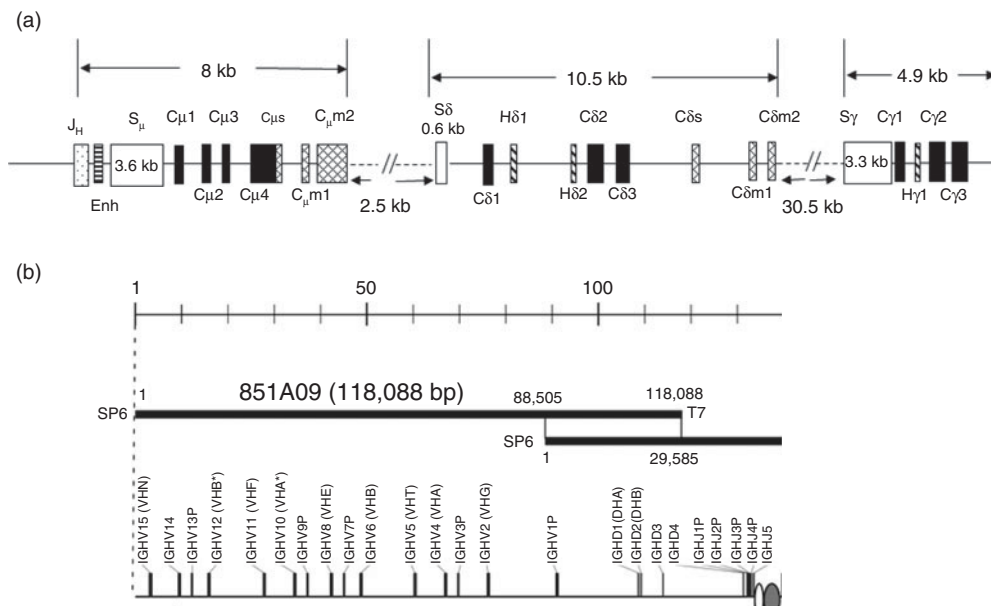 (a)
8 kb
10.5 kb
4.9 kb
J_H
S_μ
Cμ1
Cμ3
Cμs
C_μm2
Sδ
0.6 kb
Hδ1
Cδ2
Cδs
Cδm2
Sγ
Cγ1
Cγ2
3.6 kb
3.3 kb
Enh
Cμ2
Cμ4
C_μm1
2.5 kb
Cδ1
Hδ2
Cδ3
Cδm1
30.5 kb
Hγ1
Cγ3
(b)
1 50 100
1 851A09 (118,088 bp) 88,505 118,088
SP6 T7
SP6
1 29,585
IGHV15 (VHN)
IGHV14
IGHV13P
IGHV12 (VHB*)
IGHV11 (VHF)
IGHV10 (VHA*)
IGHV9P
IGHV8 (VHE)
IGHV7P
IGHV6 (VHB)
IGHV5 (VHT)
IGHV4 (VHA)
IGHV3P
IGHV2 (VHG)
IGHV1P
IGHD1(DHA)
IGHD2(DHB)
IGHD3
IGHD4
IGHJ1P
IGHJ2P
IGHJ3P
IGHJ4P
IGHJ5